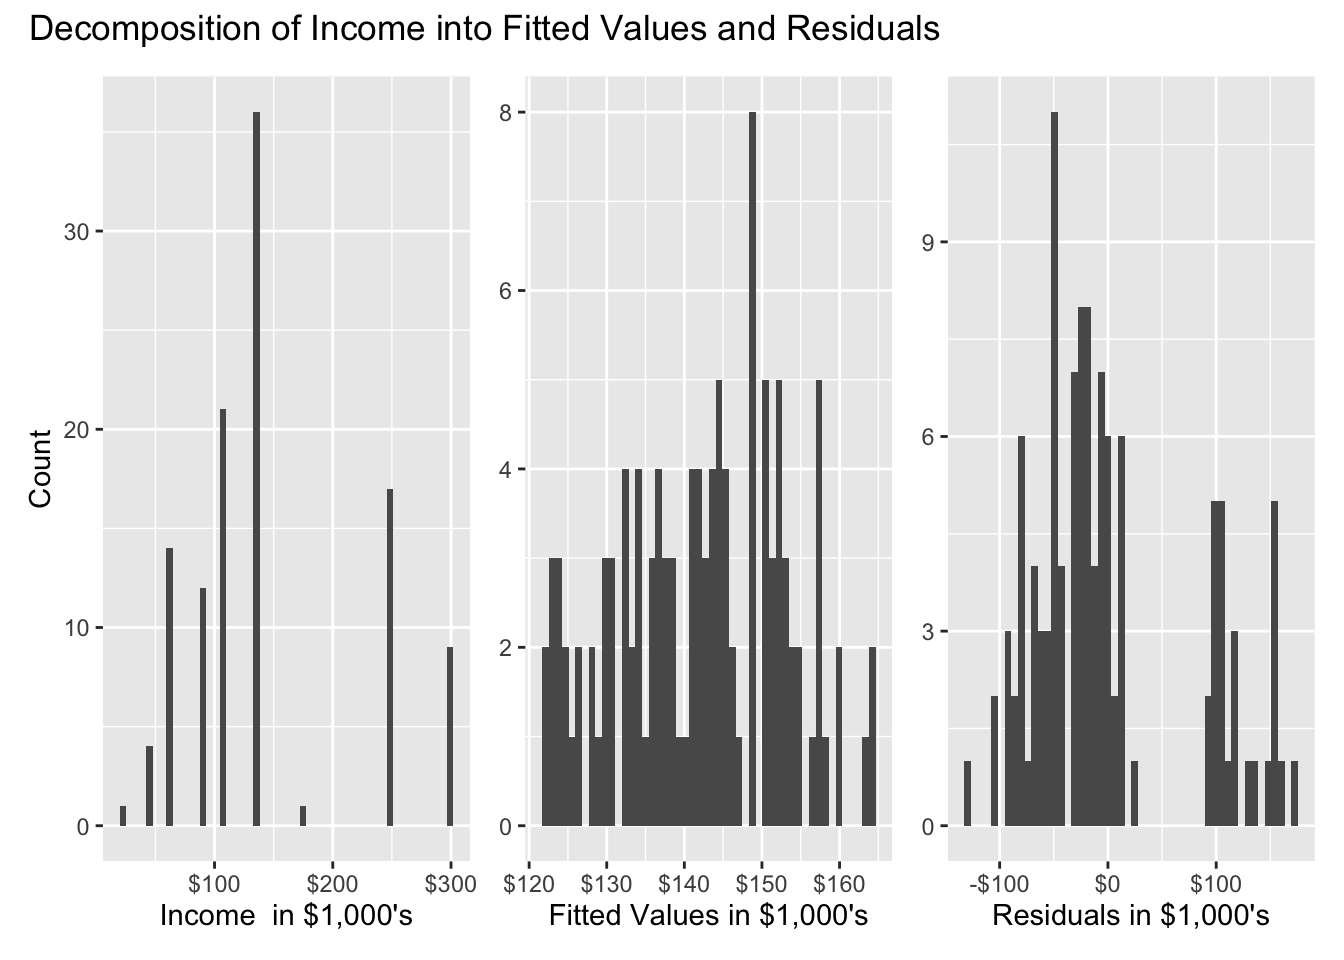 Decomposition of Income into Fitted Values and Residuals
Count
30
20
10
0
$100 $200 $300
Income  in $1,000's
8
6
4
2
0
$120 $130 $140 $150 $160
Fitted Values in $1,000's
9
6
3
0
-$100 $0 $100
Residuals in $1,000's